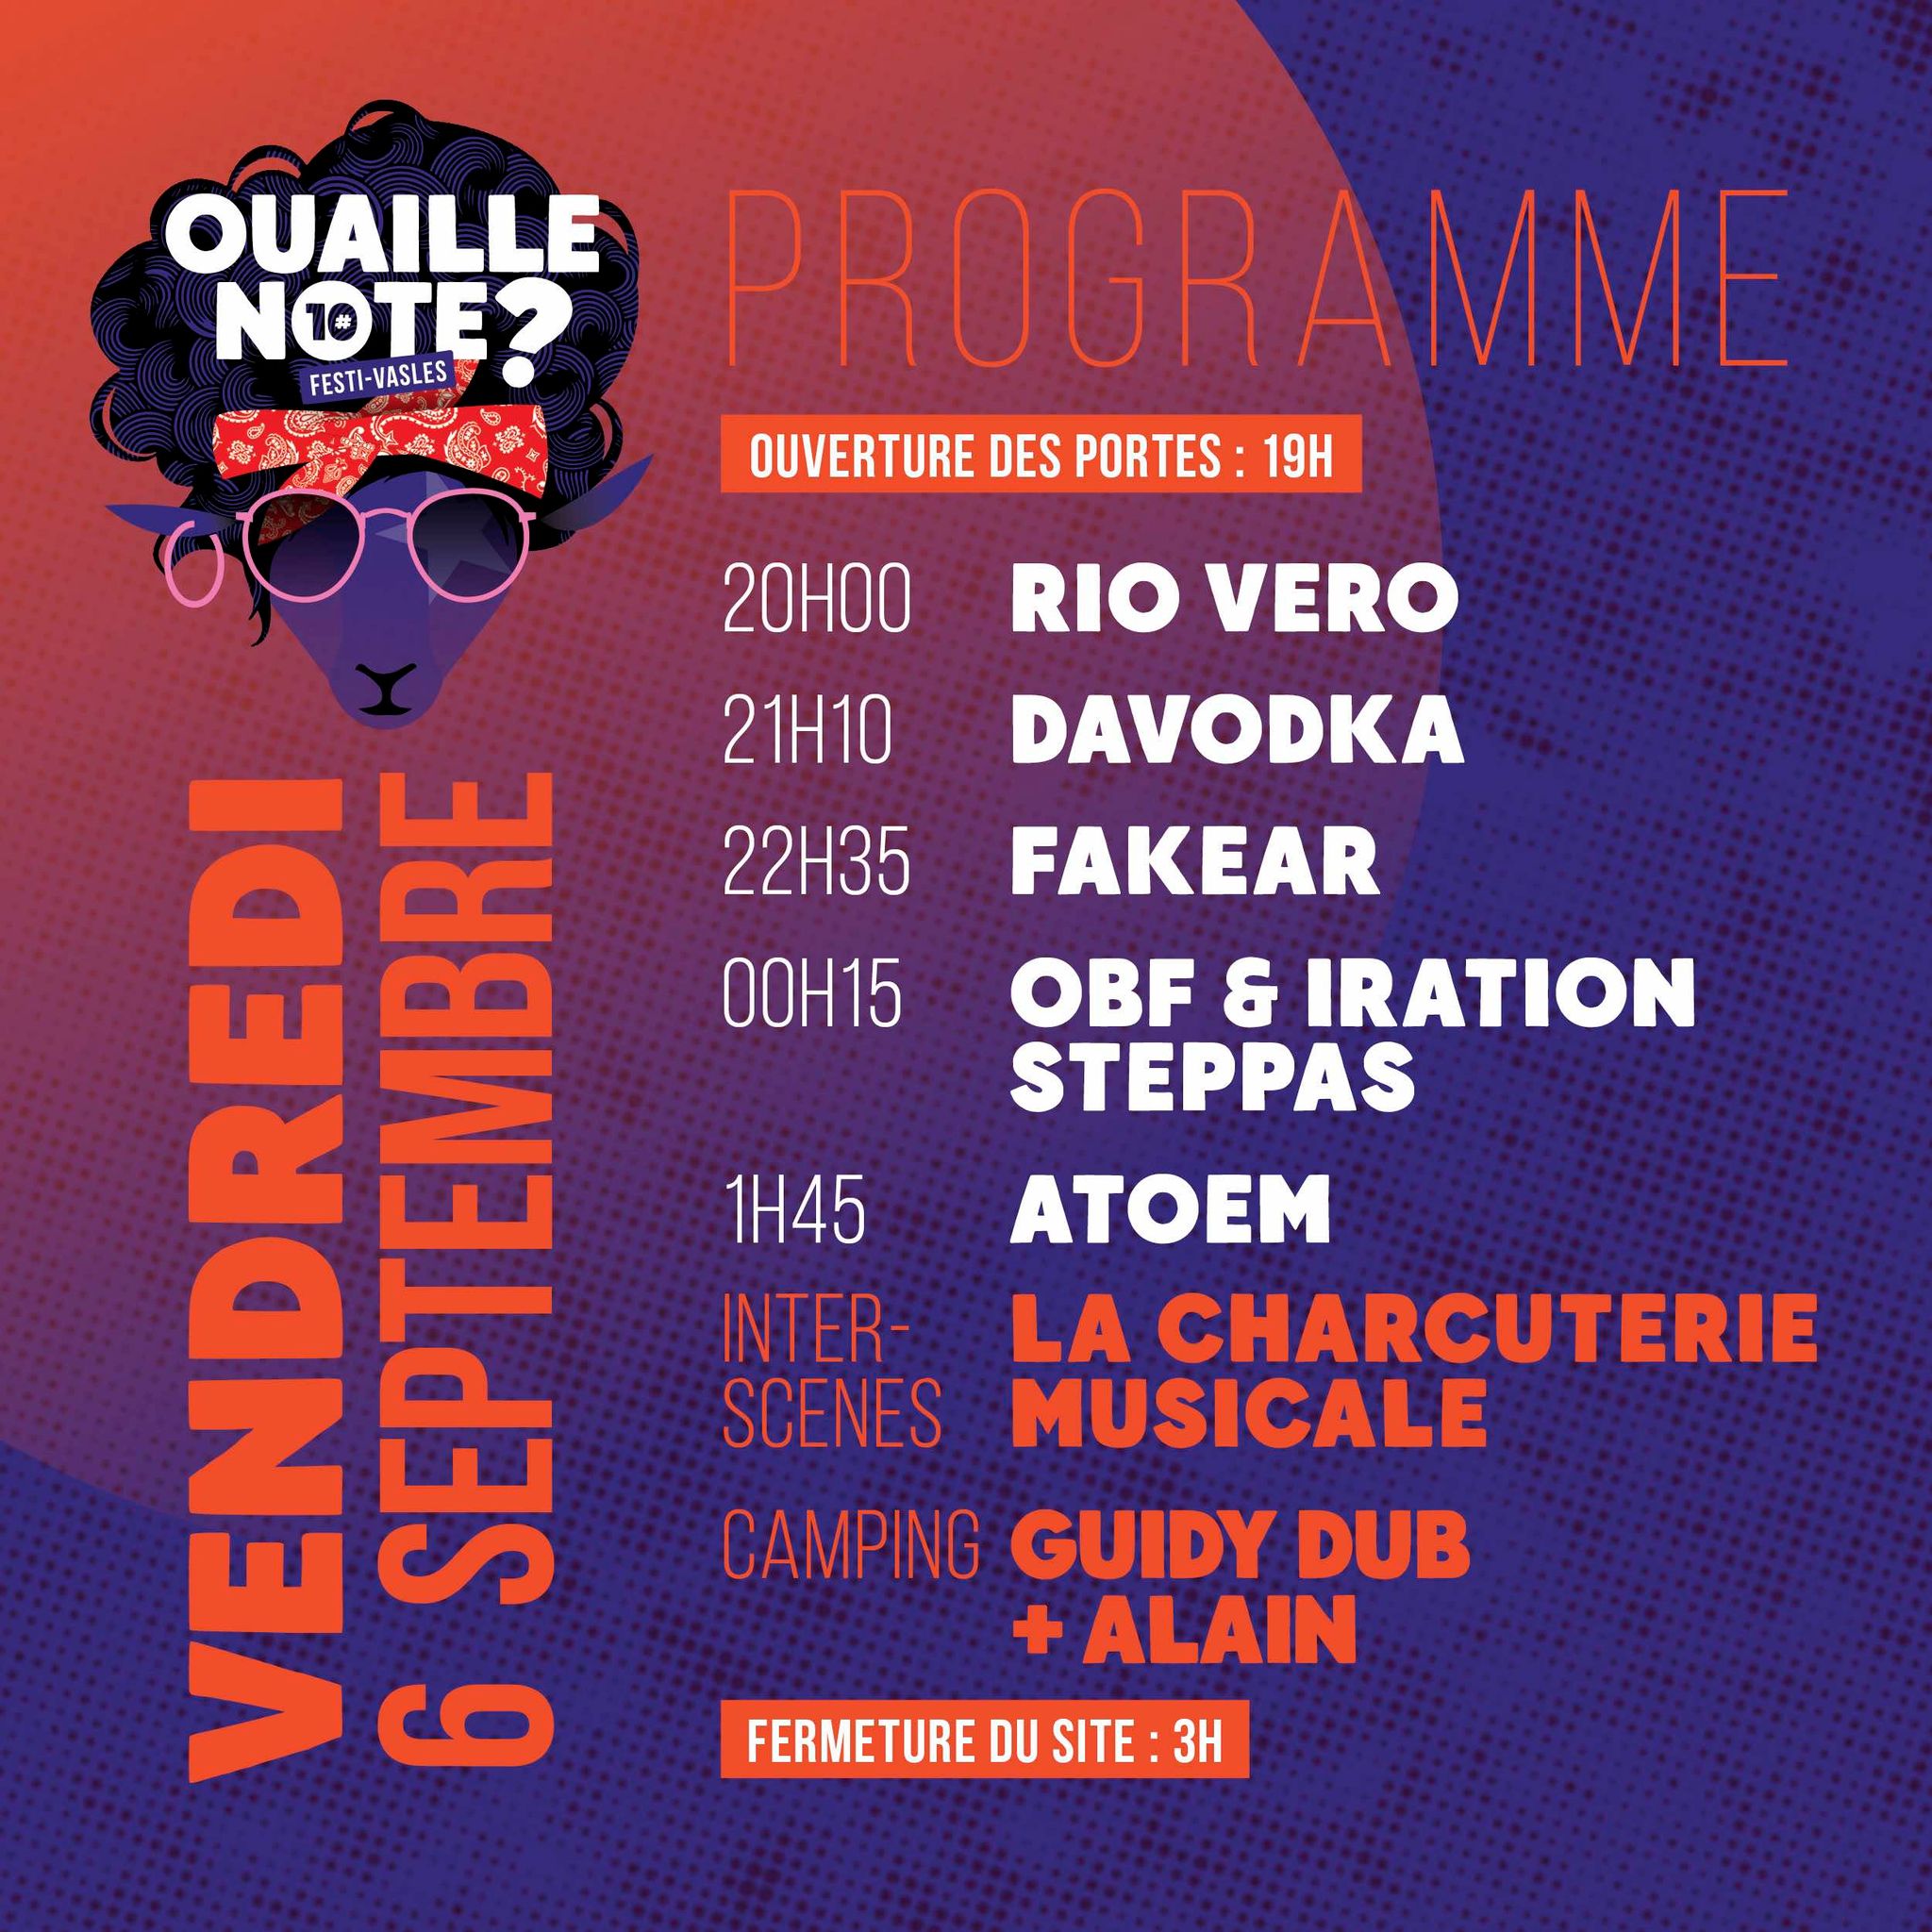 OUAILLE
NOTE?
10#
FESTI-VASLES
PROGRAMME
OUVERTURE DES PORTES : 19H
20H00 RIO VERO
21H10 DAVODKA
22H35 FAKEAR
00H15 OBF & IRATION
STEPPAS
1H45 ATOEM
INTER- LA CHARCUTERIE
SCENES MUSICALE
CAMPING GUIDY DUB
+ ALAIN
FERMETURE DU SITE : 3H
VENDREDI
6 SEPTEMBRE